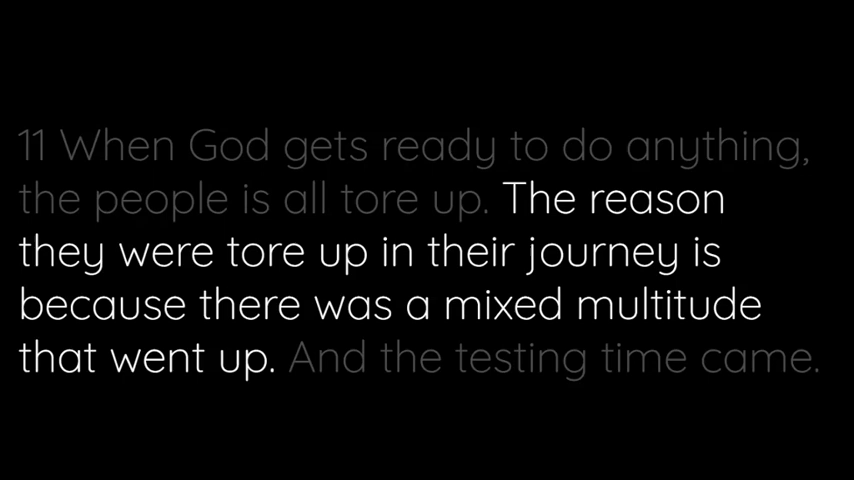 11 When God gets ready to do anything,
the people is all tore up. The reason
they were tore up in their journey is
because there was a mixed multitude
that went up. And the testing time came.